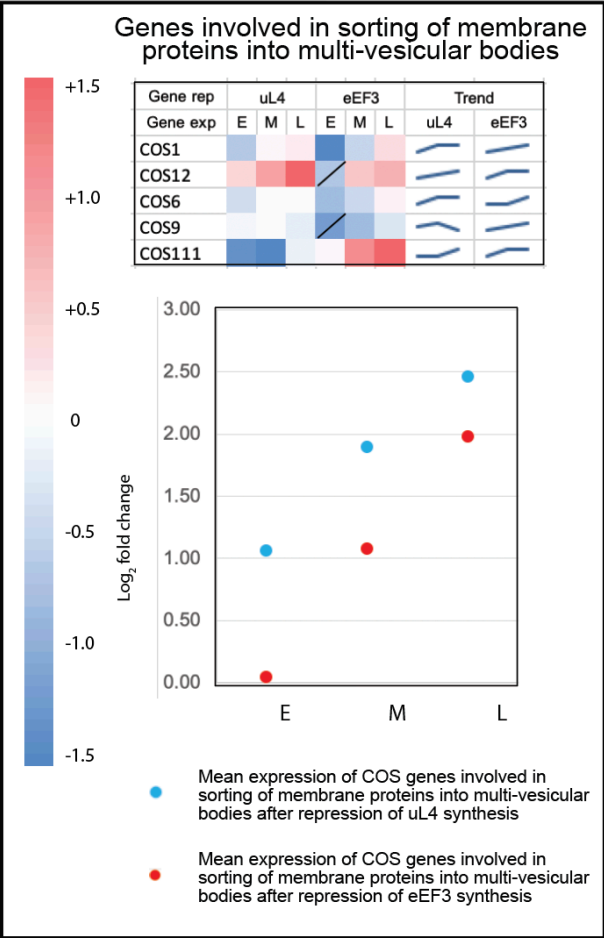 Genes involved in sorting of membrane
proteins into multi-vesicular bodies
+1.5
+1.0
+0.5
0
-0.5
-1.0
-1.5
Gene rep uL4 eEF3 Trend
Gene exp E M L E M L uL4 eEF3
COS1
COS12
COS6
COS9
COS111
Log2 fold change
3.00
2.50
2.00
1.50
1.00
0.50
0.00
E M L
Mean expression of COS genes involved in
sorting of membrane proteins into multi-vesicular
bodies after repression of uL4 synthesis
Mean expression of COS genes involved in
sorting of membrane proteins into multi-vesicular
bodies after repression of eEF3 synthesis